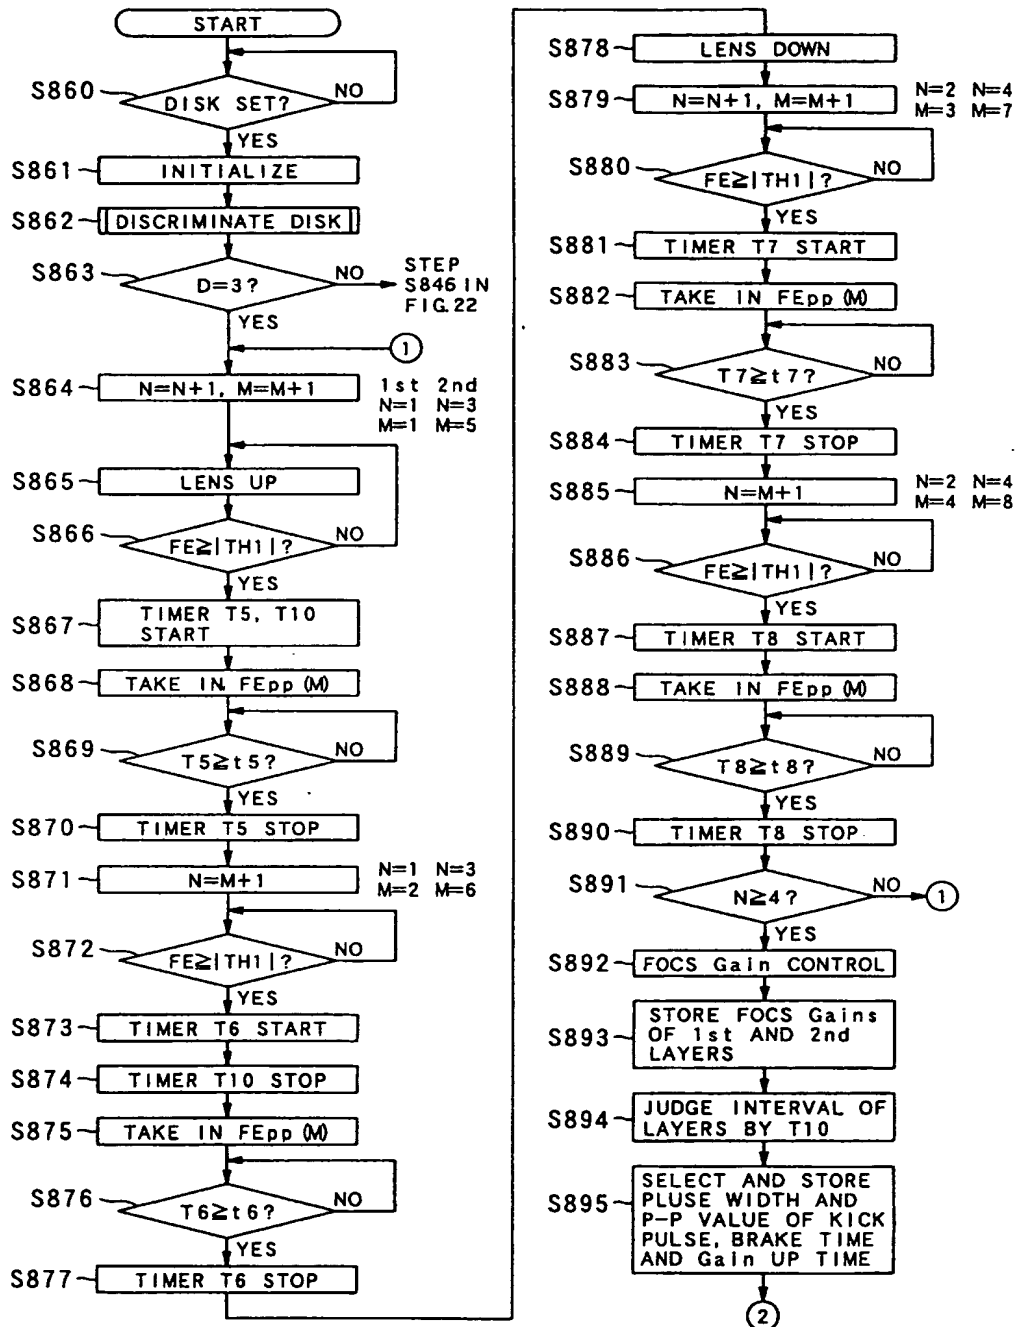 START
S860
DISK SET?
NO
YES
S861
INITIALIZE
S862
DISCRIMINATE DISK
S863
D=3?
NO
STEP
S846 IN
FIG.22
YES
1
S864
N=N+1, M=M+1
1st 2nd
N=1 N=3
M=1 M=5
S865
LENS UP
S866
FE≧|TH1|?
NO
YES
S867
TIMER T5, T10
START
S868
TAKE IN FEpp(M)
S869
T5≧t5?
NO
YES
S870
TIMER T5 STOP
S871
N=M+1
N=1 N=3
M=2 M=6
S872
FE≧|TH1|?
NO
YES
S873
TIMER T6 START
S874
TIMER T10 STOP
S875
TAKE IN FEpp(M)
S876
T6≧t6?
NO
YES
S877
TIMER T6 STOP
S878
LENS DOWN
S879
N=N+1, M=M+1
N=2 N=4
M=3 M=7
S880
FE≧|TH1|?
NO
YES
S881
TIMER T7 START
S882
TAKE IN FEpp(M)
S883
T7≧t7?
NO
YES
S884
TIMER T7 STOP
S885
N=M+1
N=2 N=4
M=4 M=8
S886
FE≧|TH1|?
NO
YES
S887
TIMER T8 START
S888
TAKE IN FEpp(M)
S889
T8≧t8?
NO
YES
S890
TIMER T8 STOP
S891
N≧4?
NO
1
YES
S892
FOCS Gain CONTROL
S893
STORE FOCS Gains
OF 1st AND 2nd
LAYERS
S894
JUDGE INTERVAL OF
LAYERS BY T10
S895
SELECT AND STORE
PLUSE WIDTH AND
P-P VALUE OF KICK
PULSE, BRAKE TIME
AND Gain UP TIME
2